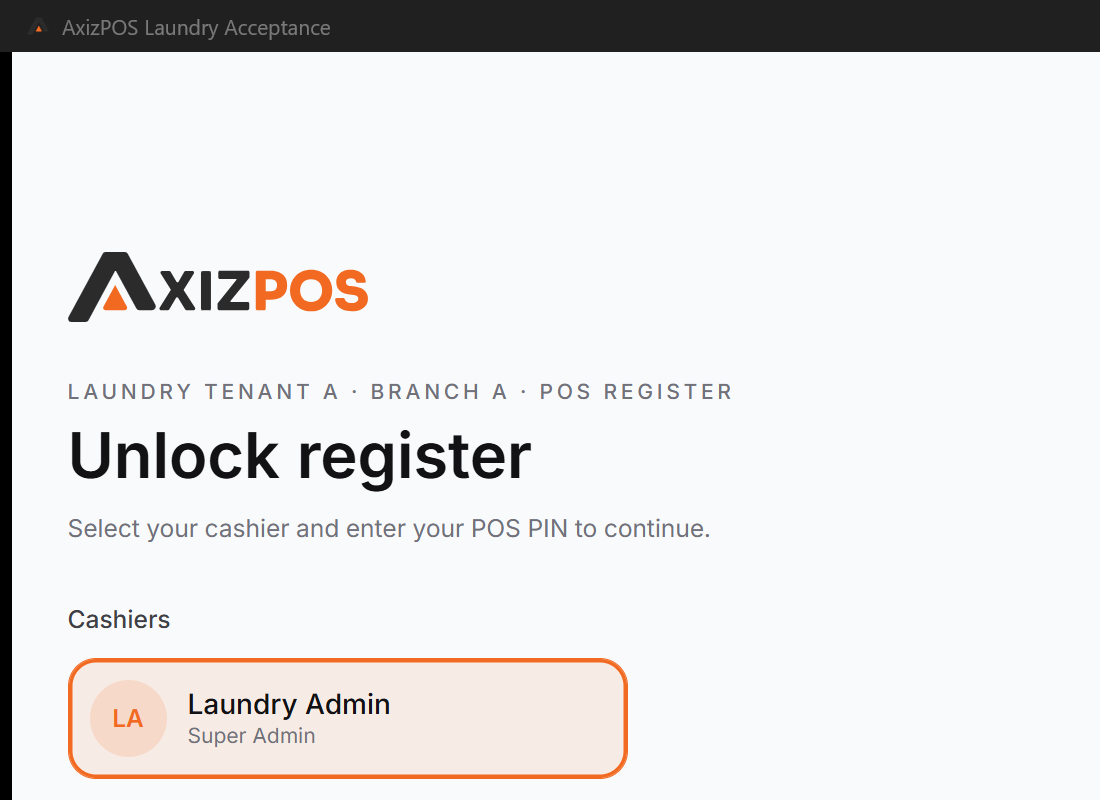 AxizPOS Laundry Acceptance
AXIZPOS
LAUNDRY TENANT A · BRANCH A · POS REGISTER
Unlock register
Select your cashier and enter your POS PIN to continue.
Cashiers
LA
Laundry Admin
Super Admin